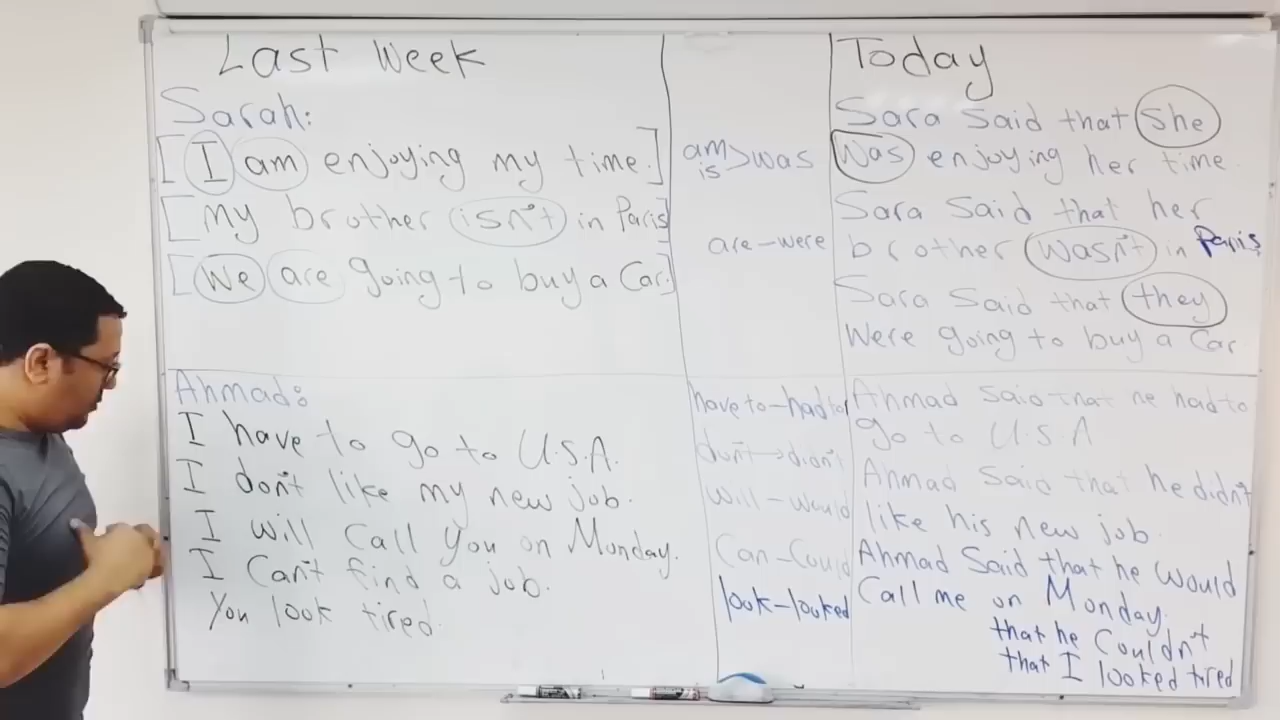 Last Week
Sarah:
[I am enjoying my time.]
[My brother isn't in Paris]
[We are going to buy a Car.]
Ahmad:
I have to go to U.S.A.
I don't like my new job.
I will Call you on Monday.
I Can't find a job.
You look tired.
am
is > was
are - were
have to - had to
don't → didn't
will - would
Can - Could
look - looked
Today
Sara Said that she
was enjoying her time.
Sara Said that her
brother wasn't in Paris.
Sara Said that they
Were going to buy a Car
Ahmad Said that he had to
go to U.S.A
Ahmad Said that he didn't
like his new job.
Ahmad Said that he would
Call me on Monday.
that he Couldn't
that I looked tired